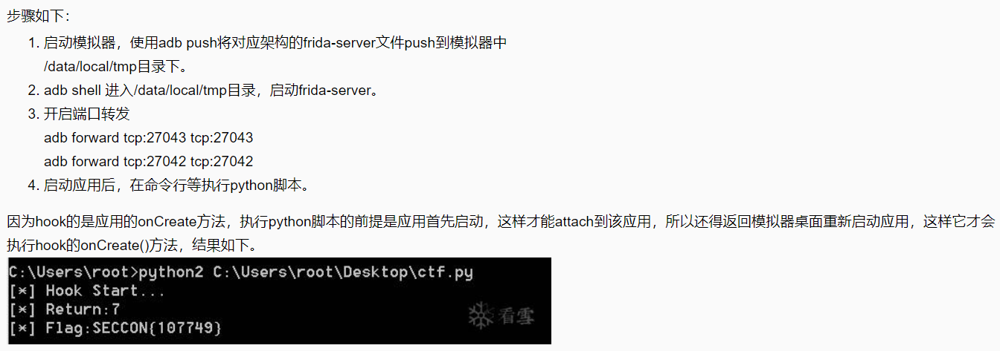 步骤如下：
1. 启动模拟器，使用adb push将对应架构的frida-server文件push到模拟器中
/data/local/tmp目录下。
2. adb shell 进入/data/local/tmp目录，启动frida-server。
3. 开启端口转发
adb forward tcp:27043 tcp:27043
adb forward tcp:27042 tcp:27042
4. 启动应用后，在命令行等执行python脚本。
因为hook的是应用的onCreate方法，执行python脚本的前提是应用首先启动，这样才能attach到该应用，所以还得返回模拟器桌面重新启动应用，这样它才会
执行hook的onCreate()方法，结果如下。
C:\Users\root>python2 C:\Users\root\Desktop\ctf.py
[*] Hook Start...
[*] Return:7
[*] Flag:SECCON{107749}
看雪